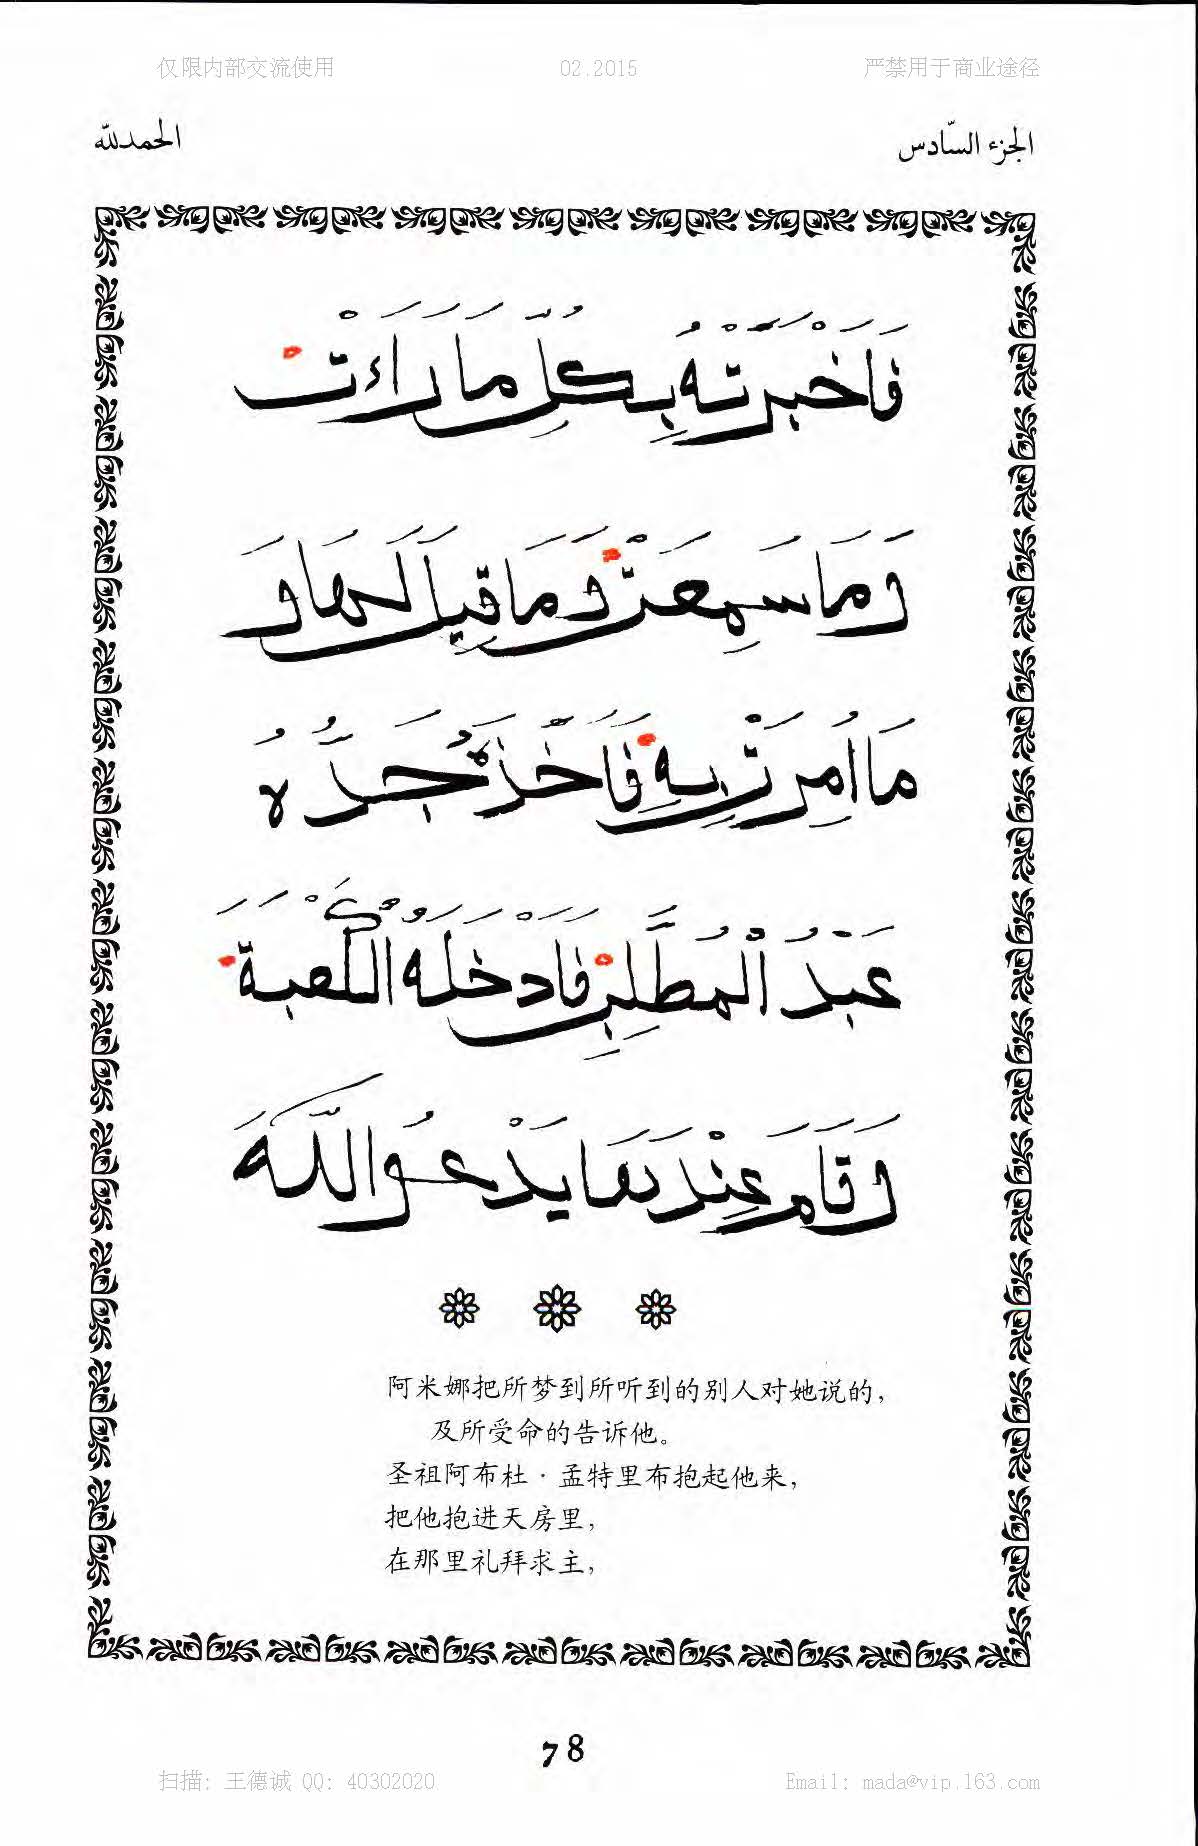 仅限内部交流使用 02.2015 严禁用于商业途径
الجزء السّادس الحمدلله
فَاَخْبَرَتْهُ بِكُلِّ مَا رَاَءَتْ
وَمَا سَمِعَتْ وَمَا قِيلَ لَهَا وَ
مَا اُمِرَتْ بِهِ فَاَخَذَهُ جَدُّهُ
عَبْدُ الْمُطَّلِبِ فَاَدْخَلَهُ الْكَعْبَةَ
وَقَامَ عِنْدَهَا يَدْعُو اللَّهَ
阿米娜把所梦到所听到的别人对她说的，
及所受命的告诉他。
圣祖阿布杜·孟特里布抱起他来，
把他抱进天房里，
在那里礼拜求主，
78
扫描: 王德诚 QQ: 40302020 Email: mada@vip.163.com